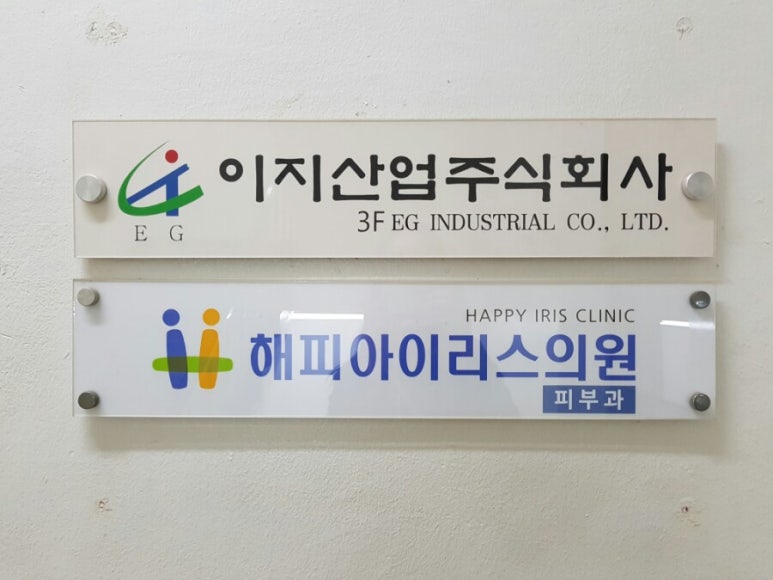 이지산업주식회사
E G
3F EG INDUSTRIAL CO., LTD.
HAPPY IRIS CLINIC
해피아이리스의원
피부과